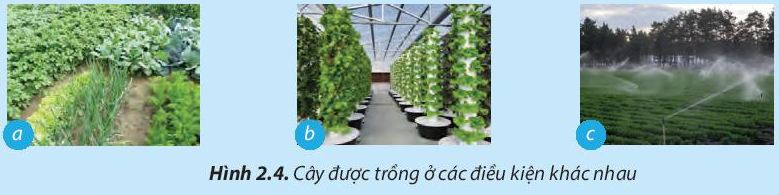 a
b
c
Hình 2.4. Cây được trồng ở các điều kiện khác nhau